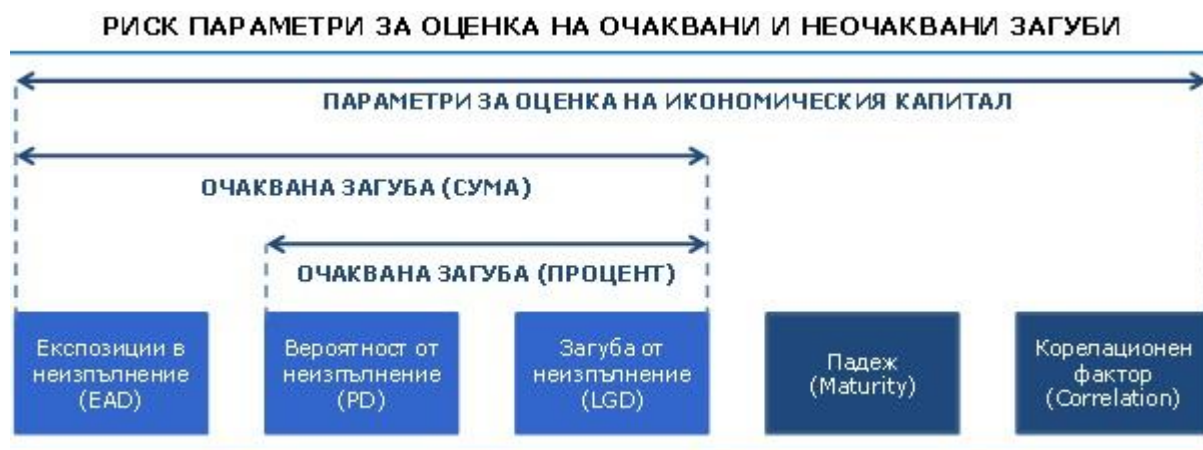 РИСК ПАРАМЕТРИ ЗА ОЦЕНКА НА ОЧАКВАНИ И НЕОЧАКВАНИ ЗАГУБИ
ПАРАМЕТРИ ЗА ОЦЕНКА НА ИКОНОМИЧЕСКИЯ КАПИТАЛ
ОЧАКВАНА ЗАГУБА (СУМА)
ОЧАКВАНА ЗАГУБА (ПРОЦЕНТ)
Експозиции в
неизпълнение
(EAD)
Вероятност от
неизпълнение
(PD)
Загуба от
неизпълнение
(LGD)
Падеж
(Maturity)
Корелационен
фактор
(Correlation)